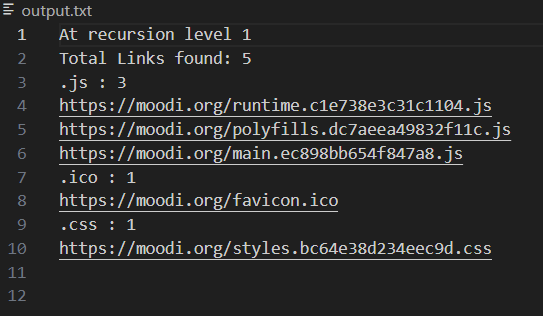 output.txt
1 At recursion level 1
2 Total Links found: 5
3 .js : 3
4 https://moodi.org/runtime.c1e738e3c31c1104.js
5 https://moodi.org/polyfills.dc7aeea49832f11c.js
6 https://moodi.org/main.ec898bb654f847a8.js
7 .ico : 1
8 https://moodi.org/favicon.ico
9 .css : 1
10 https://moodi.org/styles.bc64e38d234eec9d.css
11
12